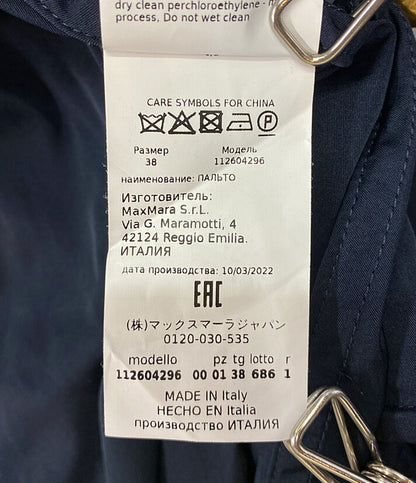 dry clean perchloroethylene - no
process, Do not wet clean
CARE SYMBOLS FOR CHINA
Размер Модель
38 112604296
наименование: ПАЛЬТО
Изготовитель:
MaxMara S.r.L.
Via G. Maramotti, 4
42124 Reggio Emilia.
ИТАЛИЯ
дата производства: 10/03/2022
EAC
(株)マックスマーラジャパン
0120-030-535
modello pz tg lotto r
112604296 00 01 38 686 1
MADE IN Italy
HECHO EN Italia
производство ИТАЛИЯ